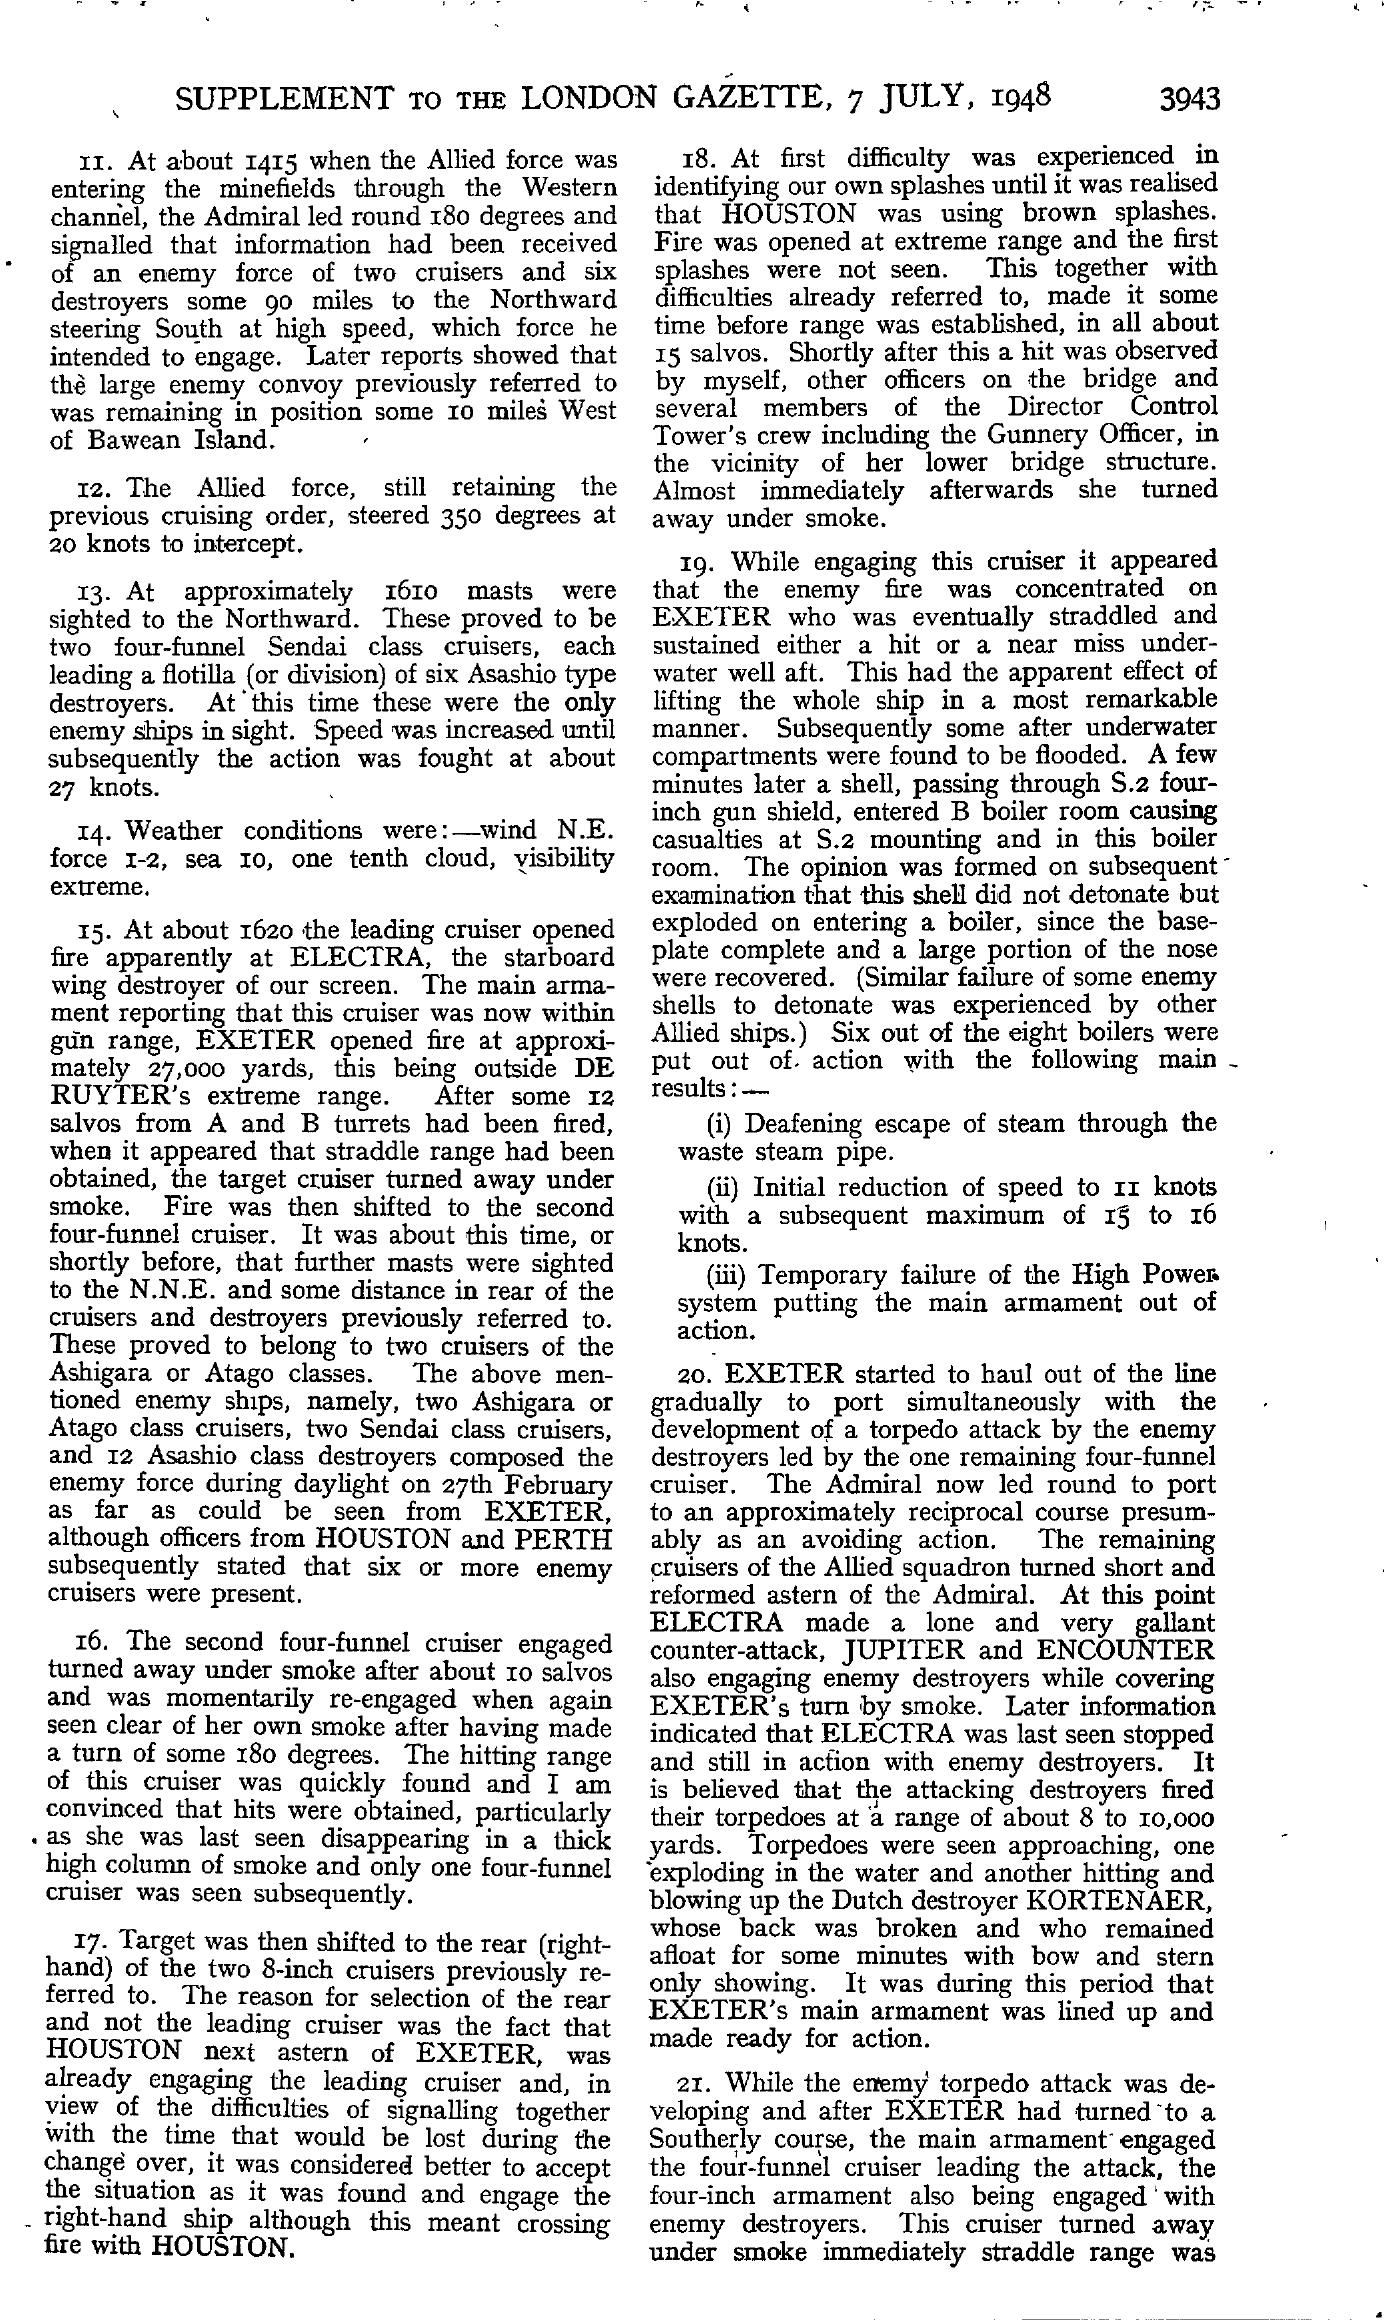 SUPPLEMENT TO THE LONDON GAZETTE, 7 JULY, 1948 3943
11. At about 1415 when the Allied force was
entering the minefields through the Western
channel, the Admiral led round 180 degrees and
signalled that information had been received
of an enemy force of two cruisers and six
destroyers some 90 miles to the Northward
steering South at high speed, which force he
intended to engage. Later reports showed that
the large enemy convoy previously referred to
was remaining in position some 10 miles West
of Bawean Island.
12. The Allied force, still retaining the
previous cruising order, steered 350 degrees at
20 knots to intercept.
13. At approximately 1610 masts were
sighted to the Northward. These proved to be
two four-funnel Sendai class cruisers, each
leading a flotilla (or division) of six Asashio type
destroyers. At this time these were the only
enemy ships in sight. Speed was increased until
subsequently the action was fought at about
27 knots.
14. Weather conditions were:—wind N.E.
force 1-2, sea 10, one tenth cloud, visibility
extreme.
15. At about 1620 the leading cruiser opened
fire apparently at ELECTRA, the starboard
wing destroyer of our screen. The main arma-
ment reporting that this cruiser was now within
gun range, EXETER opened fire at approxi-
mately 27,000 yards, this being outside DE
RUYTER's extreme range. After some 12
salvos from A and B turrets had been fired,
when it appeared that straddle range had been
obtained, the target cruiser turned away under
smoke. Fire was then shifted to the second
four-funnel cruiser. It was about this time, or
shortly before, that further masts were sighted
to the N.N.E. and some distance in rear of the
cruisers and destroyers previously referred to.
These proved to belong to two cruisers of the
Ashigara or Atago classes. The above men-
tioned enemy ships, namely, two Ashigara or
Atago class cruisers, two Sendai class cruisers,
and 12 Asashio class destroyers composed the
enemy force during daylight on 27th February
as far as could be seen from EXETER,
although officers from HOUSTON and PERTH
subsequently stated that six or more enemy
cruisers were present.
16. The second four-funnel cruiser engaged
turned away under smoke after about 10 salvos
and was momentarily re-engaged when again
seen clear of her own smoke after having made
a turn of some 180 degrees. The hitting range
of this cruiser was quickly found and I am
convinced that hits were obtained, particularly
as she was last seen disappearing in a thick
high column of smoke and only one four-funnel
cruiser was seen subsequently.
17. Target was then shifted to the rear (right-
hand) of the two 8-inch cruisers previously re-
ferred to. The reason for selection of the rear
and not the leading cruiser was the fact that
HOUSTON next astern of EXETER, was
already engaging the leading cruiser and, in
view of the difficulties of signalling together
with the time that would be lost during the
change over, it was considered better to accept
the situation as it was found and engage the
right-hand ship although this meant crossing
fire with HOUSTON.
18. At first difficulty was experienced in
identifying our own splashes until it was realised
that HOUSTON was using brown splashes.
Fire was opened at extreme range and the first
splashes were not seen. This together with
difficulties already referred to, made it some
time before range was established, in all about
15 salvos. Shortly after this a hit was observed
by myself, other officers on the bridge and
several members of the Director Control
Tower's crew including the Gunnery Officer, in
the vicinity of her lower bridge structure.
Almost immediately afterwards she turned
away under smoke.
19. While engaging this cruiser it appeared
that the enemy fire was concentrated on
EXETER who was eventually straddled and
sustained either a hit or a near miss under-
water well aft. This had the apparent effect of
lifting the whole ship in a most remarkable
manner. Subsequently some after underwater
compartments were found to be flooded. A few
minutes later a shell, passing through S.2 four-
inch gun shield, entered B boiler room causing
casualties at S.2 mounting and in this boiler
room. The opinion was formed on subsequent
examination that this shell did not detonate but
exploded on entering a boiler, since the base-
plate complete and a large portion of the nose
were recovered. (Similar failure of some enemy
shells to detonate was experienced by other
Allied ships.) Six out of the eight boilers were
put out of action with the following main
results:—
(i) Deafening escape of steam through the
waste steam pipe.
(ii) Initial reduction of speed to 11 knots
with a subsequent maximum of 15 to 16
knots.
(iii) Temporary failure of the High Power
system putting the main armament out of
action.
20. EXETER started to haul out of the line
gradually to port simultaneously with the
development of a torpedo attack by the enemy
destroyers led by the one remaining four-funnel
cruiser. The Admiral now led round to port
to an approximately reciprocal course presum-
ably as an avoiding action. The remaining
cruisers of the Allied squadron turned short and
reformed astern of the Admiral. At this point
ELECTRA made a lone and very gallant
counter-attack, JUPITER and ENCOUNTER
also engaging enemy destroyers while covering
EXETER's turn by smoke. Later information
indicated that ELECTRA was last seen stopped
and still in action with enemy destroyers. It
is believed that the attacking destroyers fired
their torpedoes at a range of about 8 to 10,000
yards. Torpedoes were seen approaching, one
exploding in the water and another hitting and
blowing up the Dutch destroyer KORTENAER,
whose back was broken and who remained
afloat for some minutes with bow and stern
only showing. It was during this period that
EXETER's main armament was lined up and
made ready for action.
21. While the enemy torpedo attack was de-
veloping and after EXETER had turned to a
Southerly course, the main armament engaged
the four-funnel cruiser leading the attack, the
four-inch armament also being engaged with
enemy destroyers. This cruiser turned away
under smoke immediately straddle range was